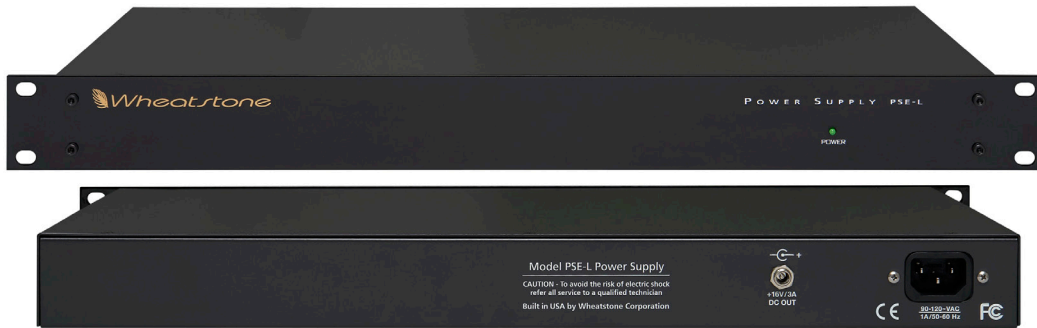 Wheatstone
POWER SUPPLY PSE-L
POWER
Model PSE-L Power Supply
CAUTION - To avoid the risk of electric shock
refer all service to a qualified technician
Built in USA by Wheatstone Corporation
- +
+16V/3A
DC OUT
CE
90-120~VAC
1A/50-60 Hz
FC